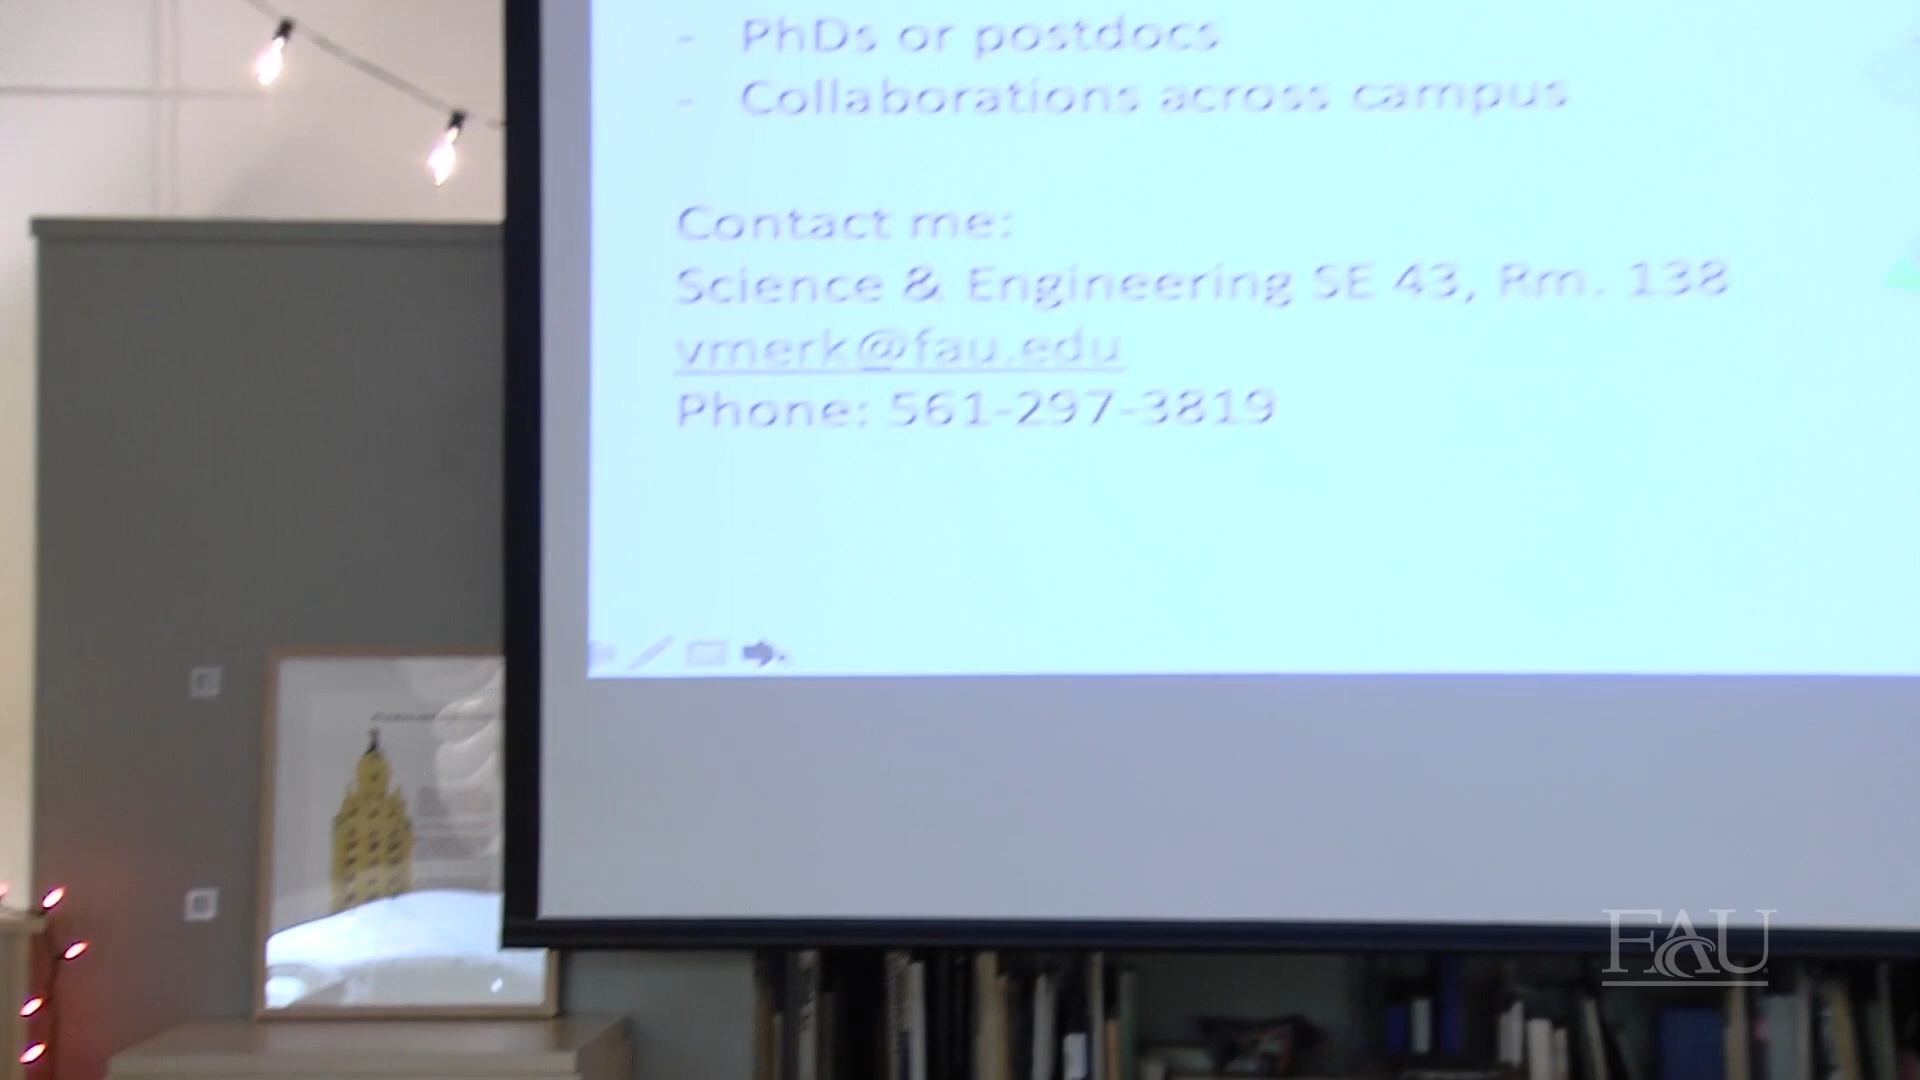 - PhDs or postdocs
- Collaborations across campus
Contact me:
Science & Engineering SE 43, Rm. 138
vmerk@fau.edu
Phone: 561-297-3819
FAU